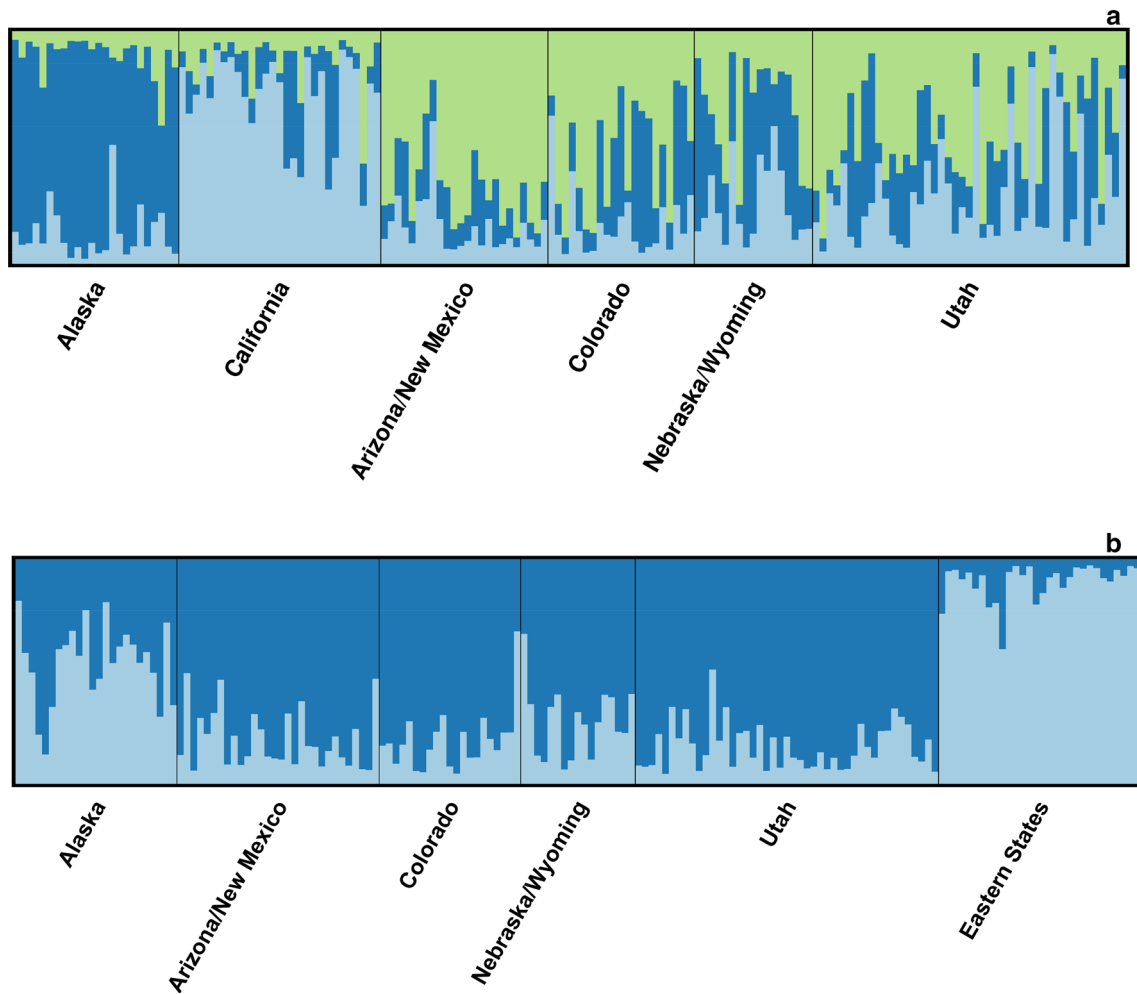 a
Alaska
California
Arizona/New Mexico
Colorado
Nebraska/Wyoming
Utah
b
Alaska
Arizona/New Mexico
Colorado
Nebraska/Wyoming
Utah
Eastern States